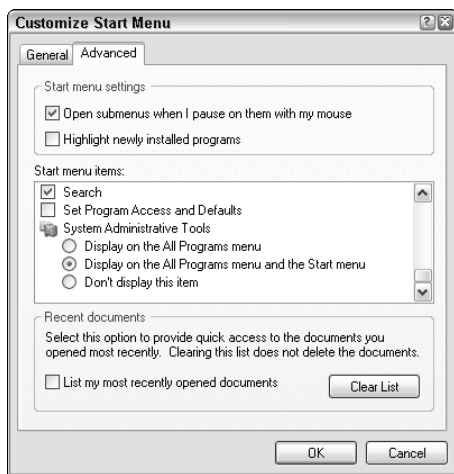 Customize Start Menu
General
Advanced
Start menu settings
Open submenus when I pause on them with my mouse
Highlight newly installed programs
Start menu items:
Search
Set Program Access and Defaults
System Administrative Tools
Display on the All Programs menu
Display on the All Programs menu and the Start menu
Don't display this item
Recent documents
Select this option to provide quick access to the documents you
opened most recently. Clearing this list does not delete the documents.
List my most recently opened documents
Clear List
OK
Cancel